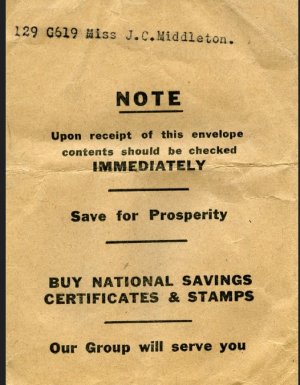 129 G619 Miss J.C.Middleton.
NOTE
Upon receipt of this envelope
contents should be checked
IMMEDIATELY
Save for Prosperity
BUY NATIONAL SAVINGS
CERTIFICATES & STAMPS
Our Group will serve you